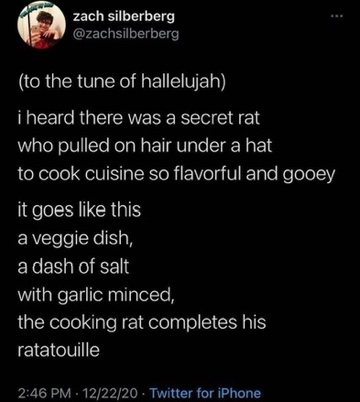 zach silberberg
@zachsilberberg
(to the tune of hallelujah)
i heard there was a secret rat
who pulled on hair under a hat
to cook cuisine so flavorful and gooey
it goes like this
a veggie dish,
a dash of salt
with garlic minced,
the cooking rat completes his
ratatouille
2:46 PM · 12/22/20 · Twitter for iPhone